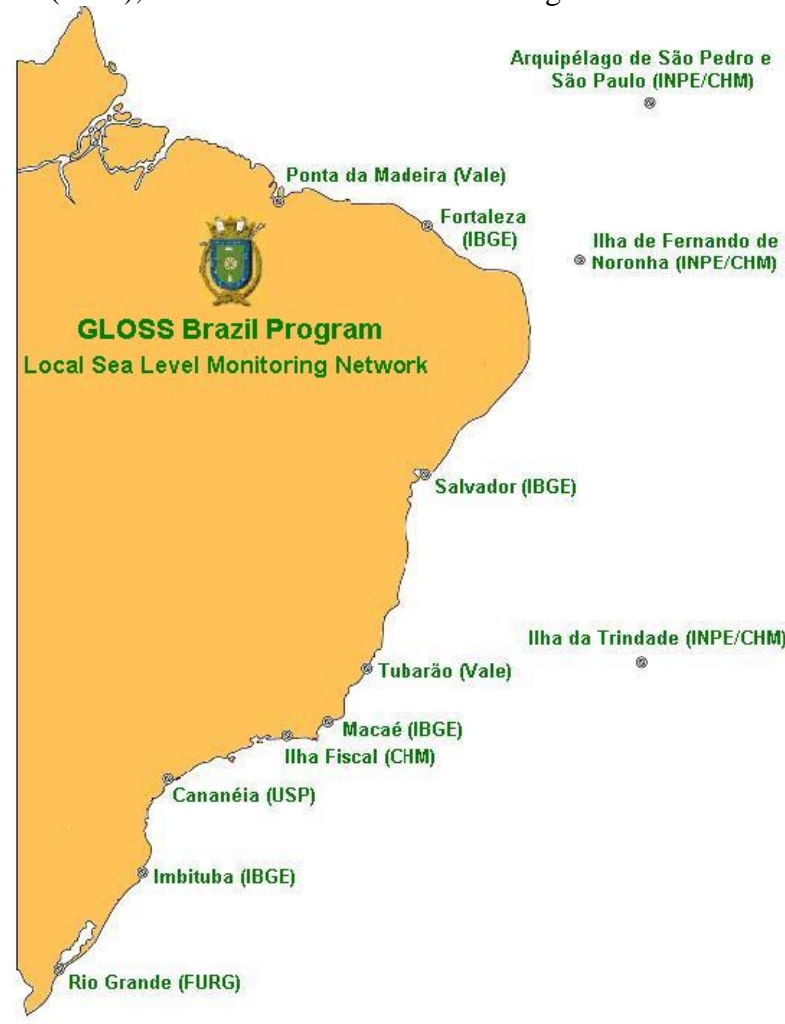 Arquipélago de São Pedro e
São Paulo (INPE/CHM)
Ponta da Madeira (Vale)
Fortaleza
(IBGE)
Ilha de Fernando de
Noronha (INPE/CHM)
GLOSS Brazil Program
Local Sea Level Monitoring Network
Salvador (IBGE)
Ilha da Trindade (INPE/CHM)
Tubarão (Vale)
Macaé (IBGE)
Ilha Fiscal (CHM)
Cananéia (USP)
Imbituba (IBGE)
Rio Grande (FURG)